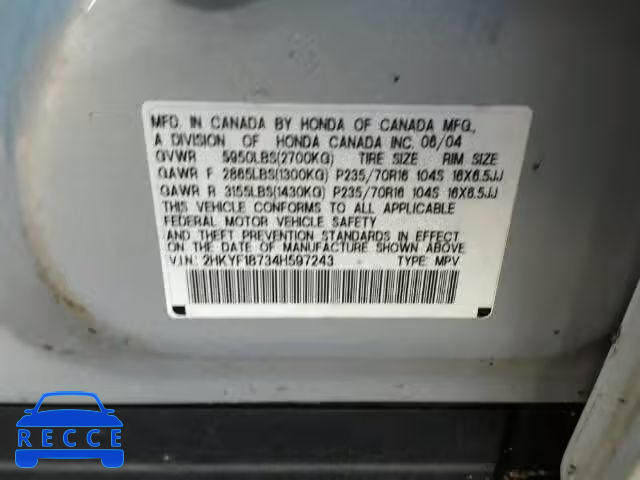 MFD. IN CANADA BY HONDA OF CANADA MFG.,
A DIVISION OF HONDA CANADA INC. 06/04
GVWR 5950LBS(2700KG) TIRE SIZE RIM SIZE
GAWR F 2865LBS(1300KG) P235/70R16 104S 16X6.5JJ
GAWR R 3155LBS(1430KG) P235/70R16 104S 16X6.5JJ
THIS VEHICLE CONFORMS TO ALL APPLICABLE
FEDERAL MOTOR VEHICLE SAFETY
AND THEFT PREVENTION STANDARDS IN EFFECT
ON THE DATE OF MANUFACTURE SHOWN ABOVE.
V.I.N: 2HKYF18734H597243 TYPE: MPV
RECCE